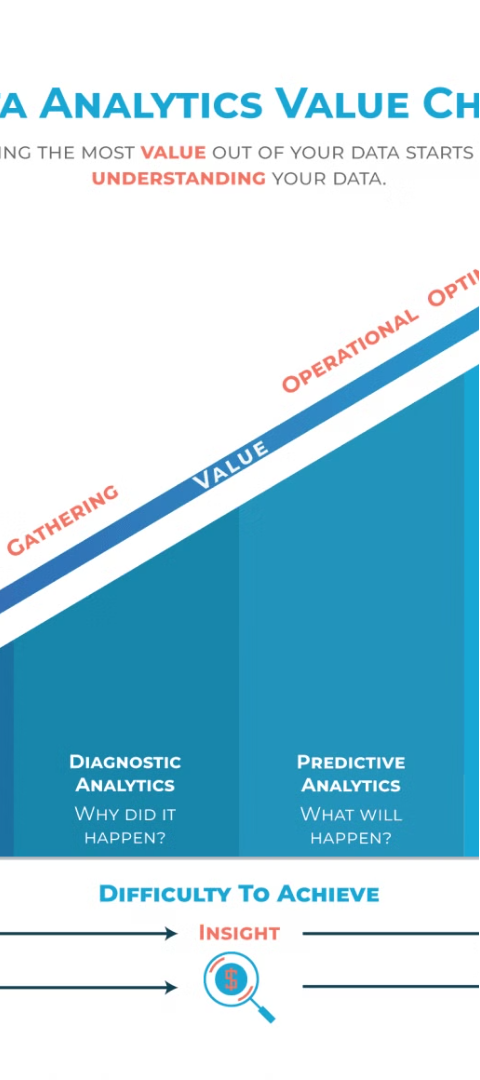 TA ANALYTICS VALUE CH
ING THE MOST VALUE OUT OF YOUR DATA STARTS
UNDERSTANDING YOUR DATA.
OPERATIONAL OPTI
VALUE
GATHERING
DIAGNOSTIC
ANALYTICS
WHY DID IT
HAPPEN?
PREDICTIVE
ANALYTICS
WHAT WILL
HAPPEN?
DIFFICULTY TO ACHIEVE
INSIGHT
$